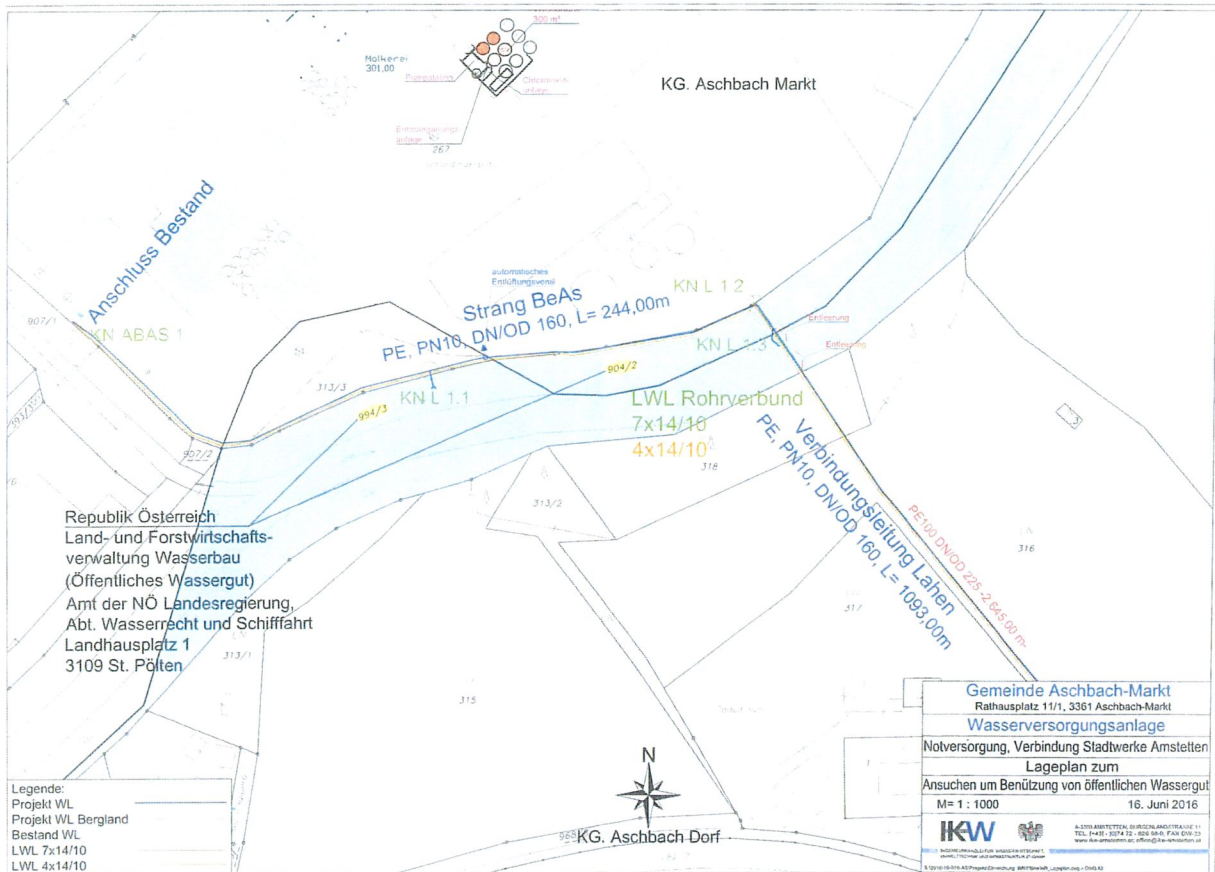 300 m³
Molkerei
301.00
KG. Aschbach Markt
267
Anschluss Bestand
907/1
KN ABAS 1
automatisches
Entlüftungsventil
Strang BeAs
PE, PN10, DN/OD 160, L= 244,00m
KN L 1.2
KN L 1.3
Entleerung
Entleerung
313/3
KN L 1.1
904/2
994/3
LWL Rohrverbund
7x14/10
4x14/10
318
907/2
313/2
Verbindungsleitung Lahen
PE, PN10, DN/OD 160, L= 1093,00m
PE100 DN/OD 225 -2.645,00 m-
316
317
Republik Österreich
Land- und Forstwirtschafts-
verwaltung Wasserbau
(Öffentliches Wassergut)
Amt der NÖ Landesregierung,
Abt. Wasserrecht und Schifffahrt
Landhausplatz 1
3109 St. Pölten
313/1
315
N
KG. Aschbach Dorf
Legende:
Projekt WL
Projekt WL Bergland
Bestand WL
LWL 7x14/10
LWL 4x14/10
Gemeinde Aschbach-Markt
Rathausplatz 11/1, 3361 Aschbach-Markt
Wasserversorgungsanlage
Notversorgung, Verbindung Stadtwerke Amstetten
Lageplan zum
Ansuchen um Benützung von öffentlichen Wassergut
M= 1 : 1000
16. Juni 2016
IKW